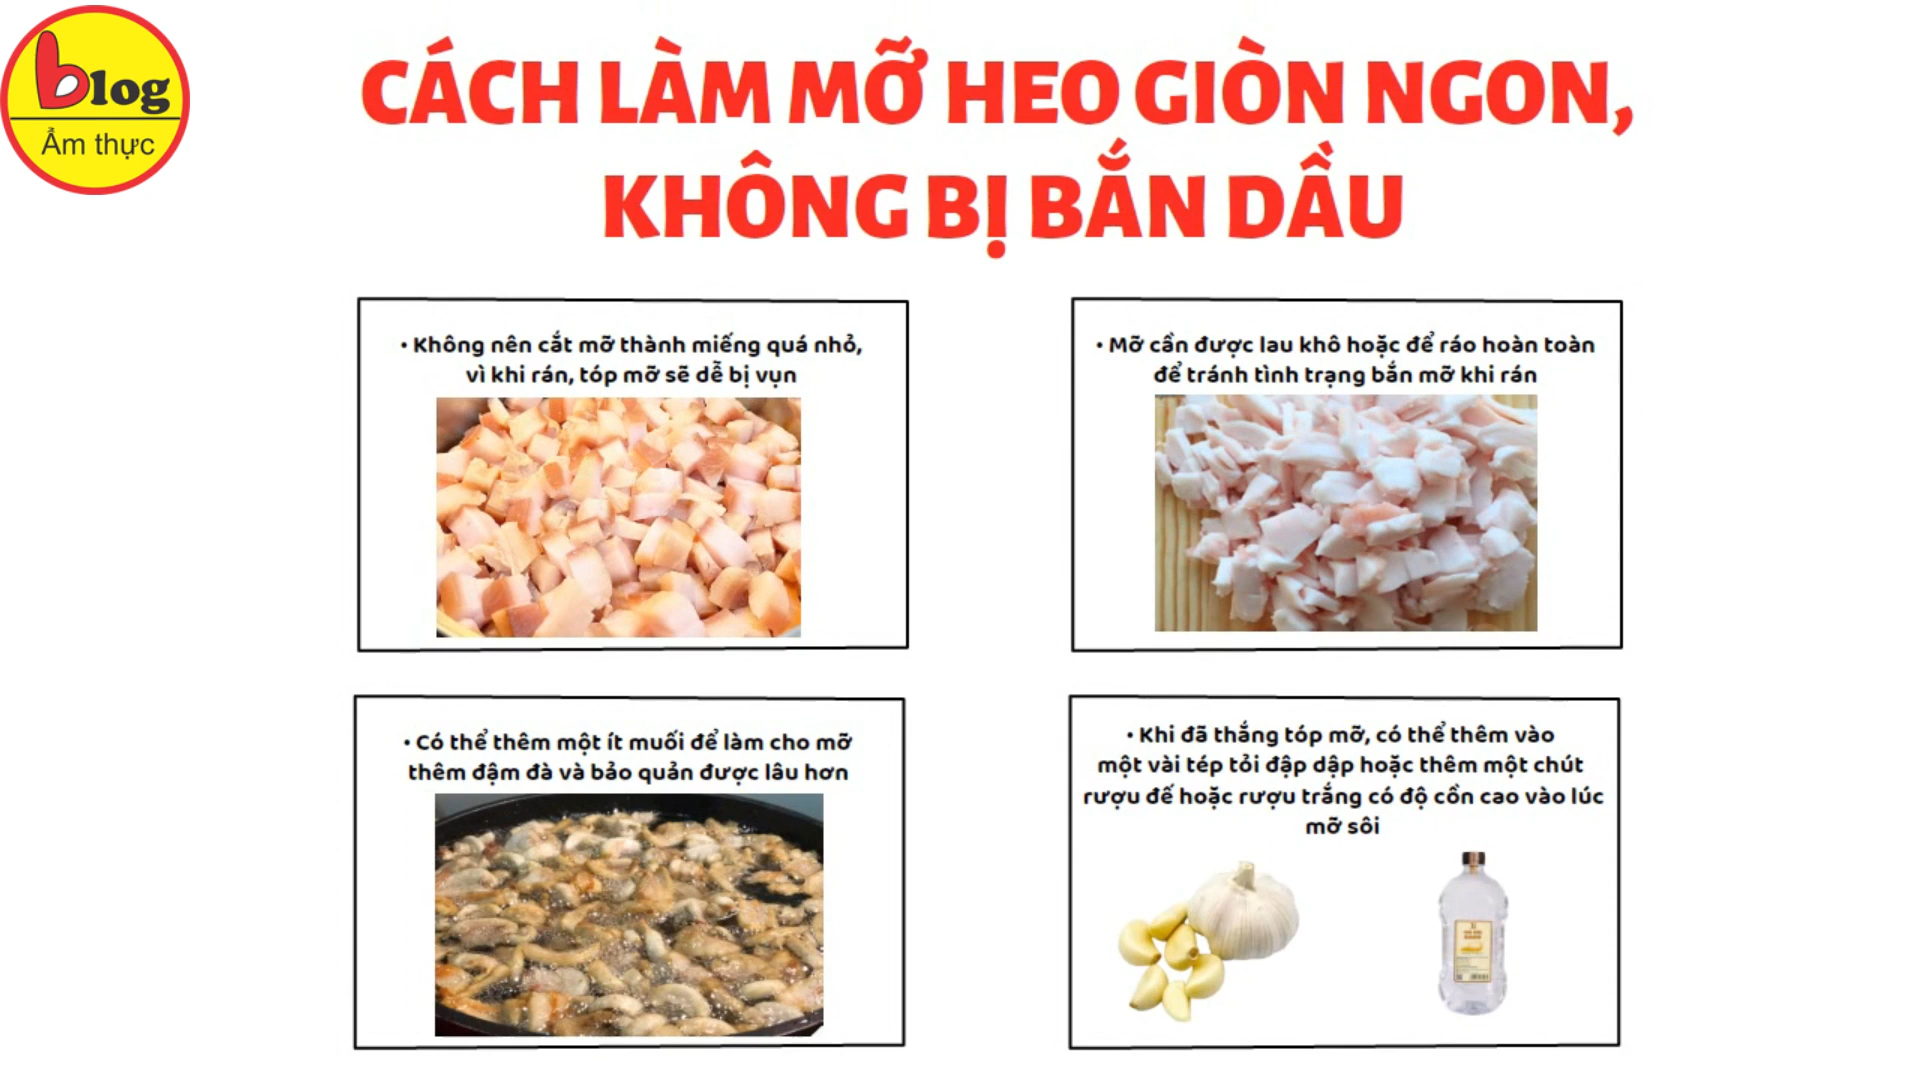 blog
Ẩm thực
CÁCH LÀM MỠ HEO GIÒN NGON,
KHÔNG BỊ BẮN DẦU
• Không nên cắt mỡ thành miếng quá nhỏ,
vì khi rán, tóp mỡ sẽ dễ bị vụn
• Mỡ cần được lau khô hoặc để ráo hoàn toàn
để tránh tình trạng bắn mỡ khi rán
• Có thể thêm một ít muối để làm cho mỡ
thêm đậm đà và bảo quản được lâu hơn
• Khi đã thắng tóp mỡ, có thể thêm vào
một vài tép tỏi đập dập hoặc thêm một chút
rượu đế hoặc rượu trắng có độ cồn cao vào lúc
mỡ sôi